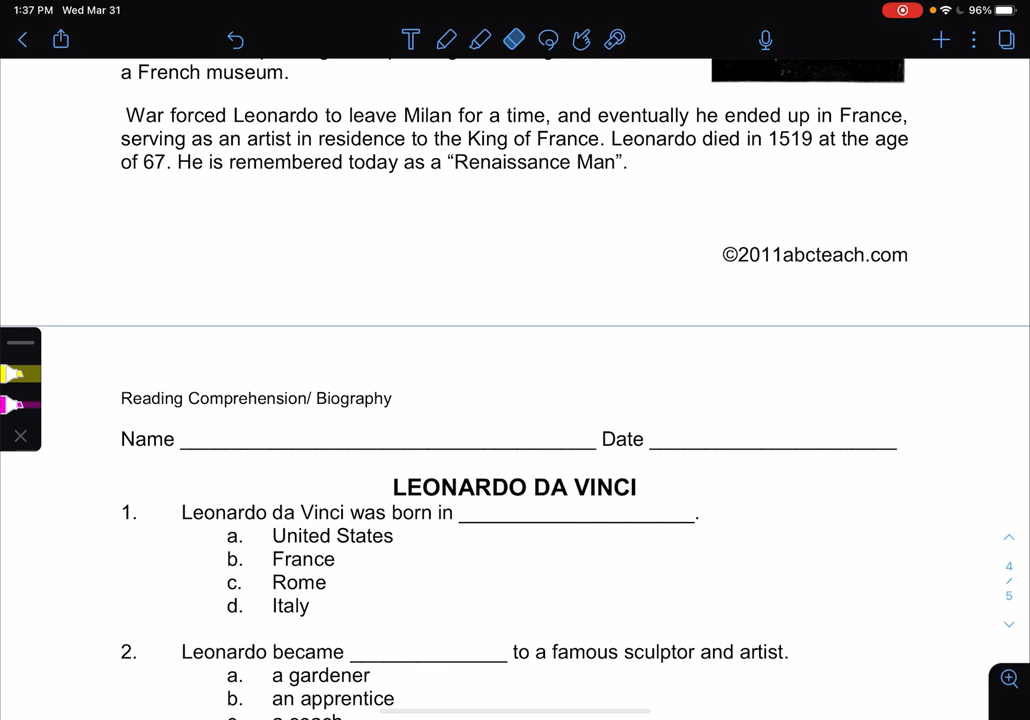 1:37 PM Wed Mar 31
96%
a French museum.
War forced Leonardo to leave Milan for a time, and eventually he ended up in France,
serving as an artist in residence to the King of France. Leonardo died in 1519 at the age
of 67. He is remembered today as a “Renaissance Man”.
©2011abcteach.com
Reading Comprehension/ Biography
Name ______________________________________ Date ______________________
LEONARDO DA VINCI
1. Leonardo da Vinci was born in _____________________.
a. United States
b. France
c. Rome
d. Italy
4
/
5
2. Leonardo became ______________ to a famous sculptor and artist.
a. a gardener
b. an apprentice